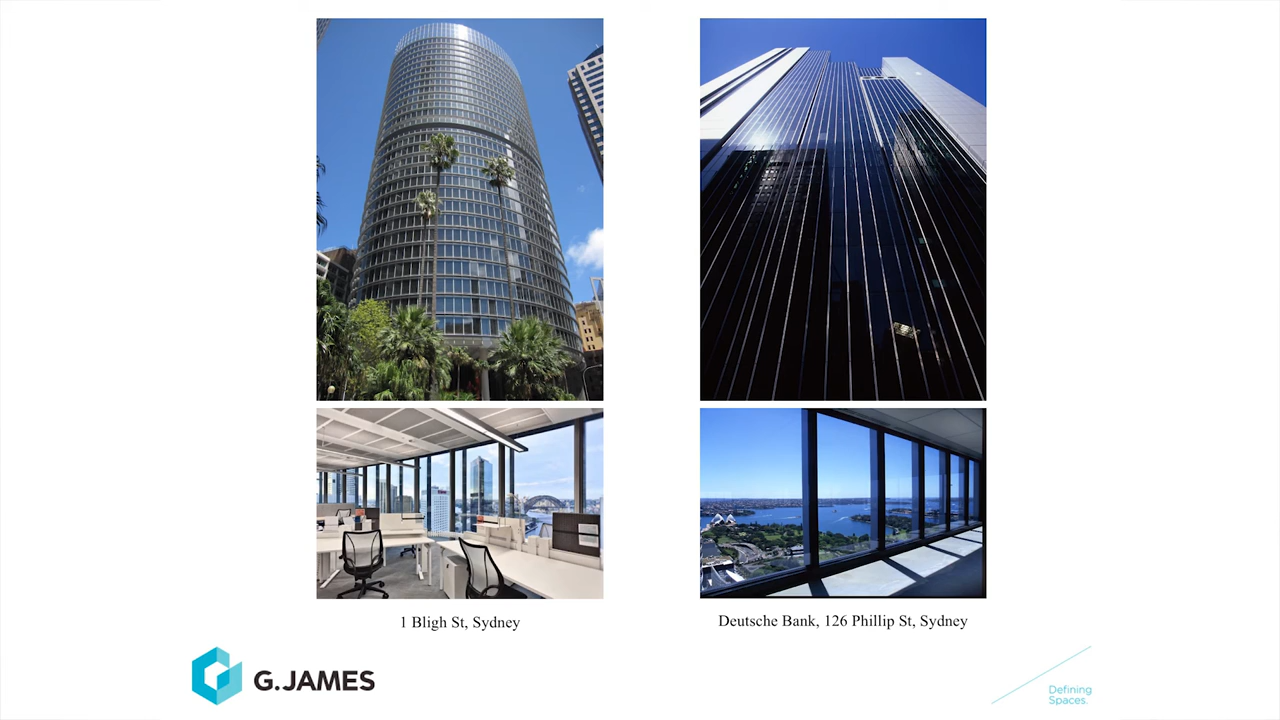 1 Bligh St, Sydney
Deutsche Bank, 126 Phillip St, Sydney
G.JAMES
Defining
Spaces.